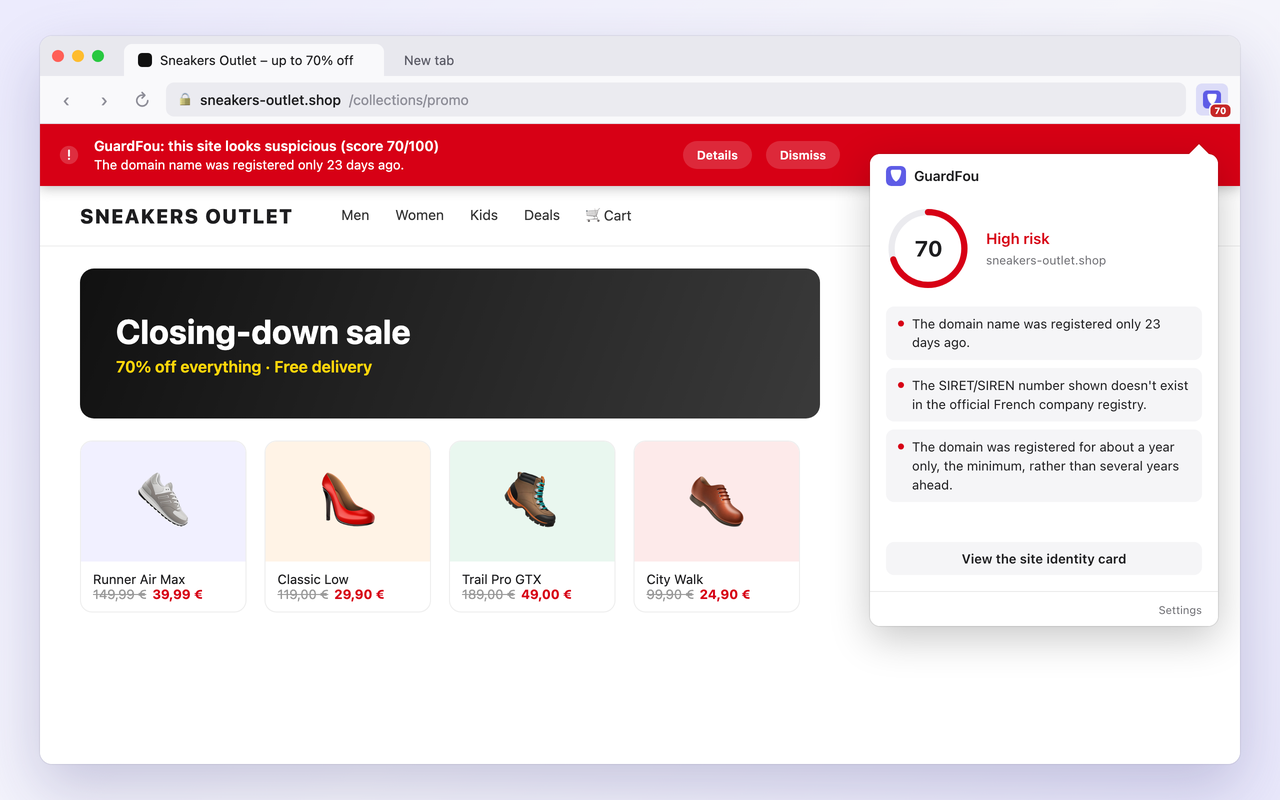 Sneakers Outlet – up to 70% off
New tab
sneakers-outlet.shop /collections/promo
70
! GuardFou: this site looks suspicious (score 70/100)
The domain name was registered only 23 days ago.
Details
Dismiss
SNEAKERS OUTLET
Men
Women
Kids
Deals
Cart
Closing-down sale
70% off everything · Free delivery
Runner Air Max
149,99 € 39,99 €
Classic Low
119,00 € 29,90 €
Trail Pro GTX
189,00 € 49,00 €
City Walk
99,90 € 24,90 €
GuardFou
70
High risk
sneakers-outlet.shop
The domain name was registered only 23
days ago.
The SIRET/SIREN number shown doesn't exist
in the official French company registry.
The domain was registered for about a year
only, the minimum, rather than several years
ahead.
View the site identity card
Settings